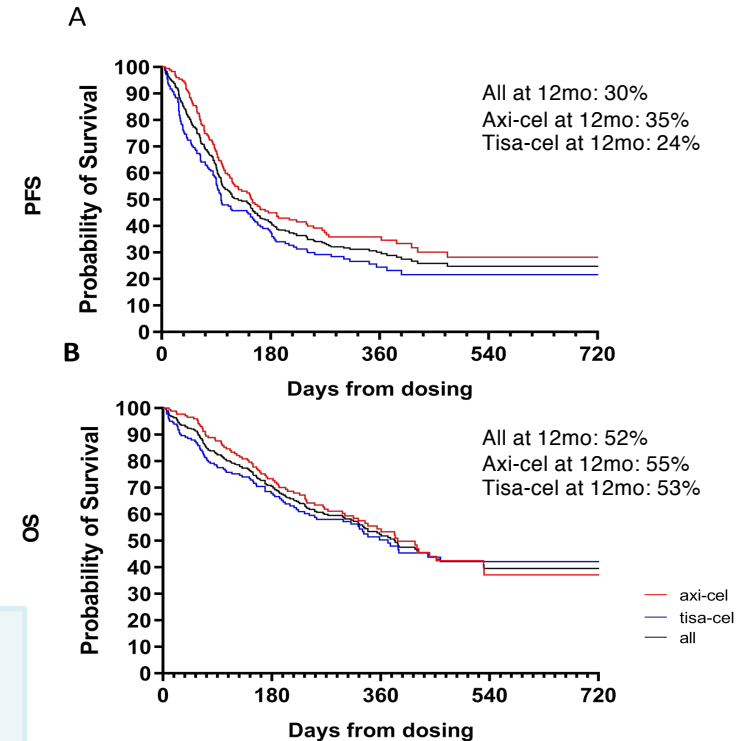 A
PFS
Probability of Survival
100
90
80
70
60
50
40
30
20
10
0
All at 12mo: 30%
Axi-cel at 12mo: 35%
Tisa-cel at 12mo: 24%
0 180 360 540 720
Days from dosing
B
OS
Probability of Survival
100
90
80
70
60
50
40
30
20
10
0
All at 12mo: 52%
Axi-cel at 12mo: 55%
Tisa-cel at 12mo: 53%
axi-cel
tisa-cel
all
0 180 360 540 720
Days from dosing